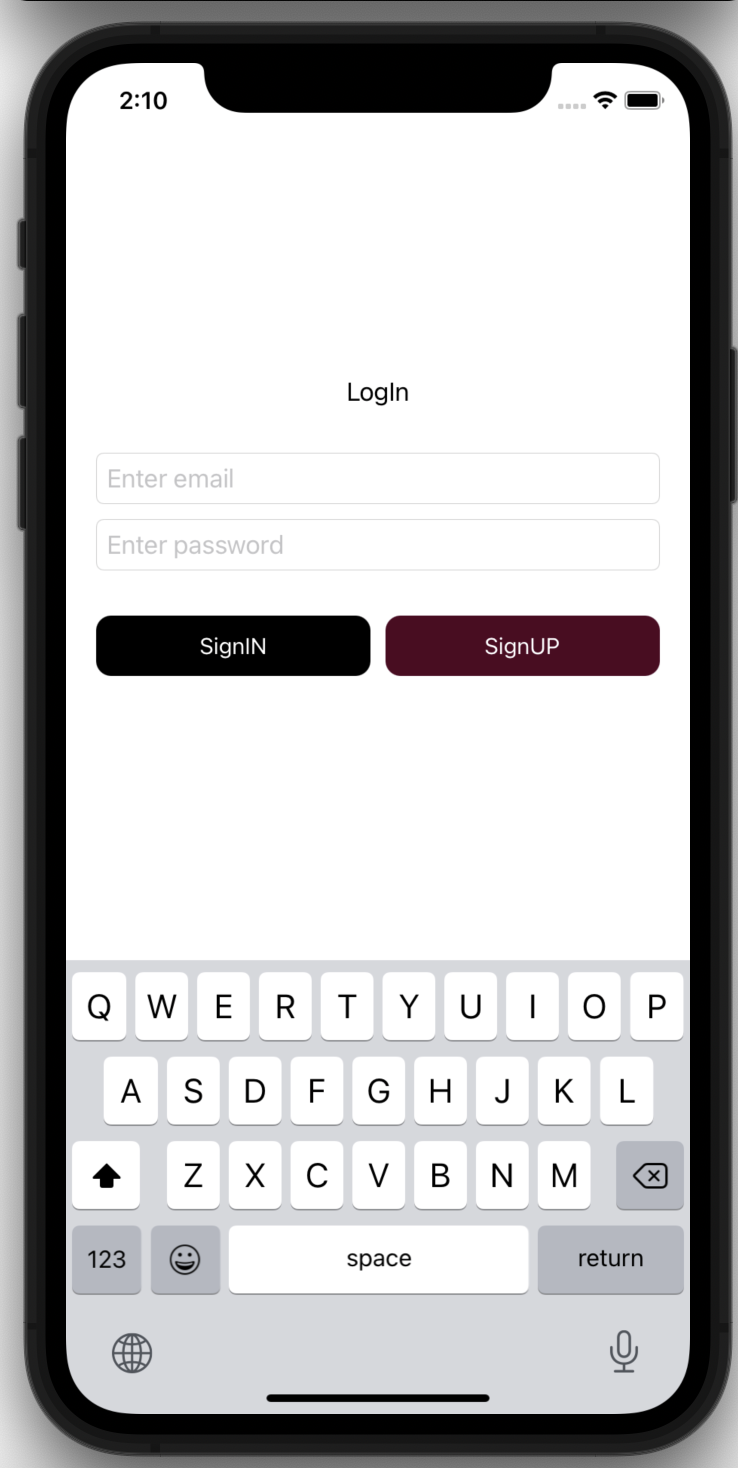 2:10
LogIn
Enter email
Enter password
SignIN SignUP
Q W E R T Y U I O P
A S D F G H J K L
Z X C V B N M
123 space return